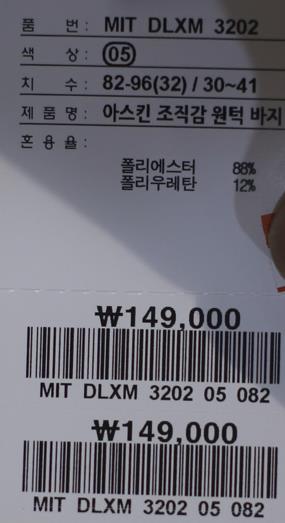 품 번: MIT DLXM 3202
색 상: 05
치 수: 82-96(32) / 30~41
제 품 명: 아스킨 조직감 원턱 바지
혼 용 율:
폴리에스터 88%
폴리우레탄 12%
₩149,000
MIT DLXM 3202 05 082
₩149,000
MIT DLXM 3202 05 082